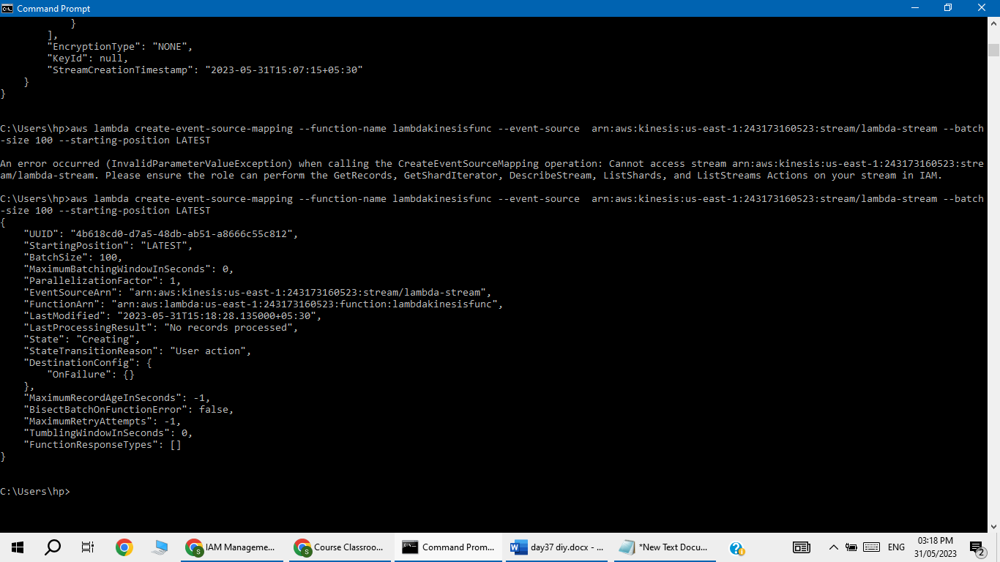 Command Prompt
        }
    ],
    "EncryptionType": "NONE",
    "KeyId": null,
    "StreamCreationTimestamp": "2023-05-31T15:07:15+05:30"
    }
}
C:\Users\hp>aws lambda create-event-source-mapping --function-name lambdakinesisfunc --event-source  arn:aws:kinesis:us-east-1:243173160523:stream/lambda-stream --batch
-size 100 --starting-position LATEST
An error occurred (InvalidParameterValueException) when calling the CreateEventSourceMapping operation: Cannot access stream arn:aws:kinesis:us-east-1:243173160523:stre
am/lambda-stream. Please ensure the role can perform the GetRecords, GetShardIterator, DescribeStream, ListShards, and ListStreams Actions on your stream in IAM.
C:\Users\hp>aws lambda create-event-source-mapping --function-name lambdakinesisfunc --event-source  arn:aws:kinesis:us-east-1:243173160523:stream/lambda-stream --batch
-size 100 --starting-position LATEST
{
    "UUID": "4b618cd0-d7a5-48db-ab51-a8666c55c812",
    "StartingPosition": "LATEST",
    "BatchSize": 100,
    "MaximumBatchingWindowInSeconds": 0,
    "ParallelizationFactor": 1,
    "EventSourceArn": "arn:aws:kinesis:us-east-1:243173160523:stream/lambda-stream",
    "FunctionArn": "arn:aws:lambda:us-east-1:243173160523:function:lambdakinesisfunc",
    "LastModified": "2023-05-31T15:18:28.135000+05:30",
    "LastProcessingResult": "No records processed",
    "State": "Creating",
    "StateTransitionReason": "User action",
    "DestinationConfig": {
        "OnFailure": {}
    },
    "MaximumRecordAgeInSeconds": -1,
    "BisectBatchOnFunctionError": false,
    "MaximumRetryAttempts": -1,
    "TumblingWindowInSeconds": 0,
    "FunctionResponseTypes": []
}
C:\Users\hp>
IAM Manageme... Course Classroo... Command Prom... day37 diy.docx - ... *New Text Docu... ENG 03:18 PM
31/05/2023 2